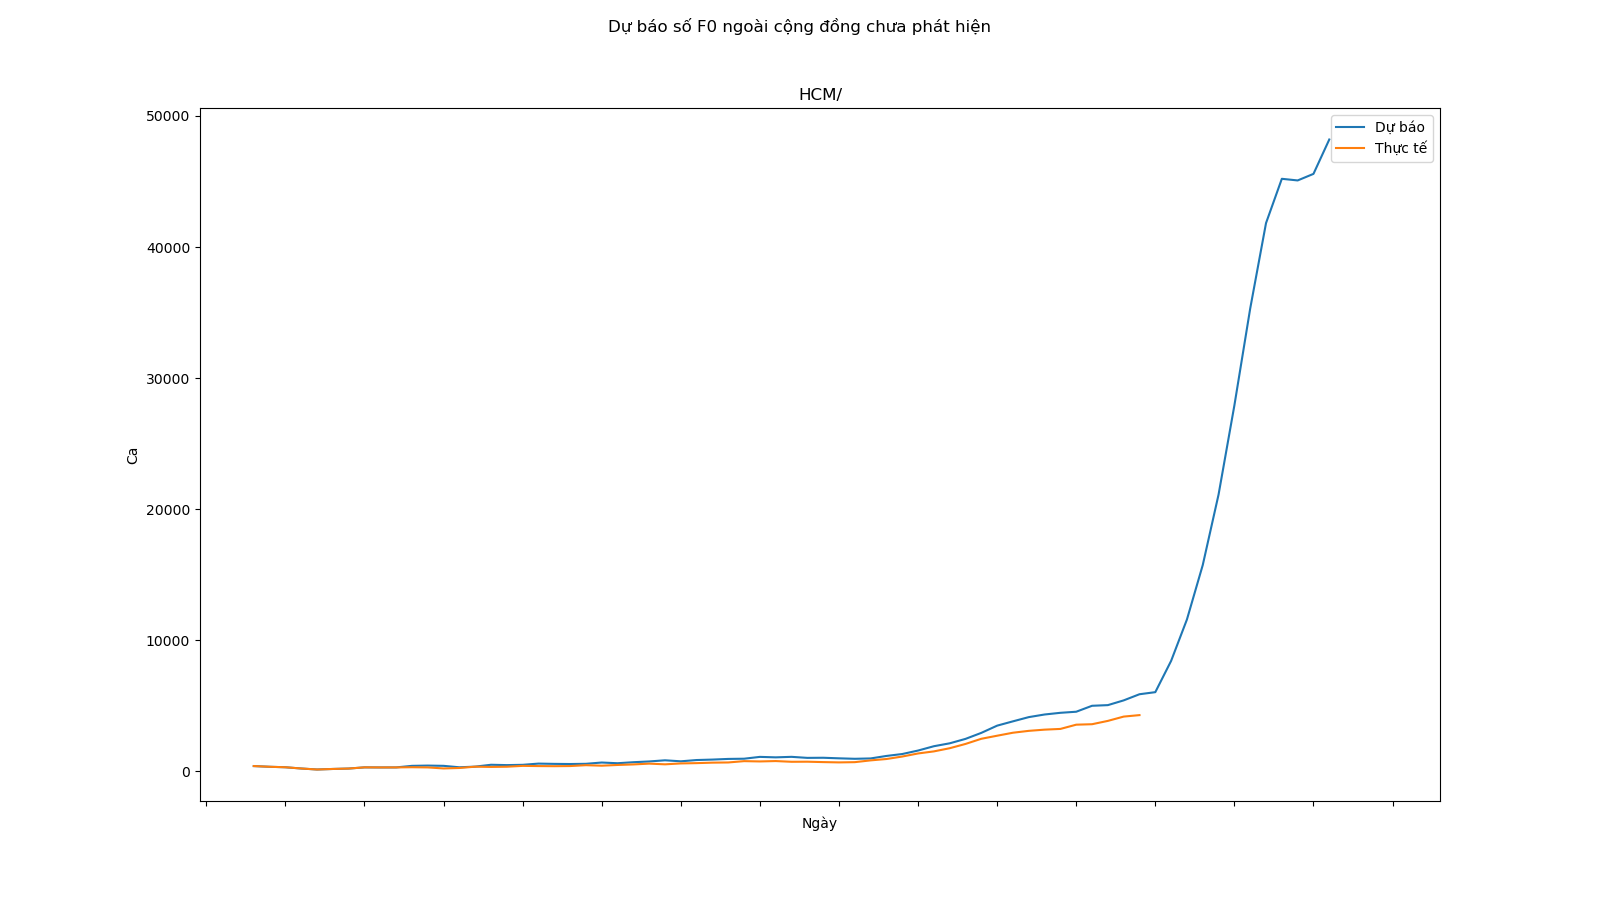 Dự báo số F0 ngoài cộng đồng chưa phát hiện
HCM/
Dự báo
Thực tế
50000
40000
30000
20000
10000
0
Ca
Ngày